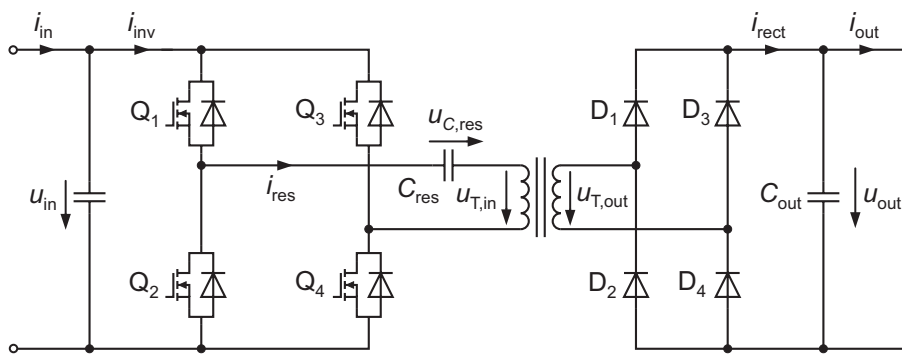 i_in
i_inv
i_rect
i_out
Q_1
Q_3
u_C,res
D_1
D_3
u_in
i_res
C_res
u_T,in
u_T,out
C_out
u_out
Q_2
Q_4
D_2
D_4